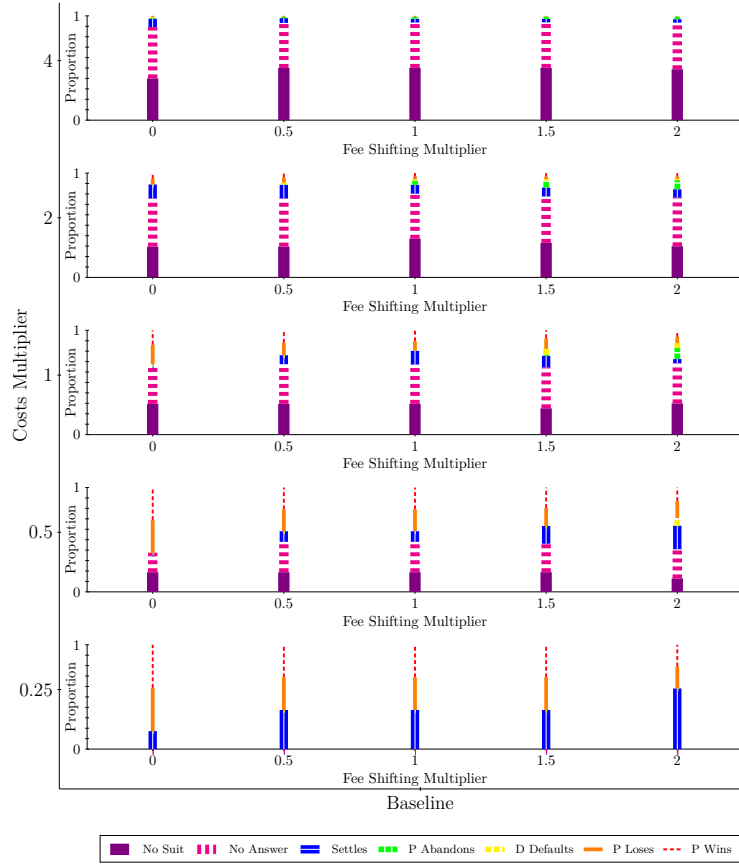 1
Proportion
0
0 0.5 1 1.5 2
Fee Shifting Multiplier
4
1
Proportion
0
0 0.5 1 1.5 2
Fee Shifting Multiplier
2
1
Proportion
0
0 0.5 1 1.5 2
Fee Shifting Multiplier
1
Costs Multiplier
1
Proportion
0
0 0.5 1 1.5 2
Fee Shifting Multiplier
0.5
1
Proportion
0
0 0.5 1 1.5 2
Fee Shifting Multiplier
0.25
Baseline
No Suit No Answer Settles P Abandons D Defaults P Loses P Wins